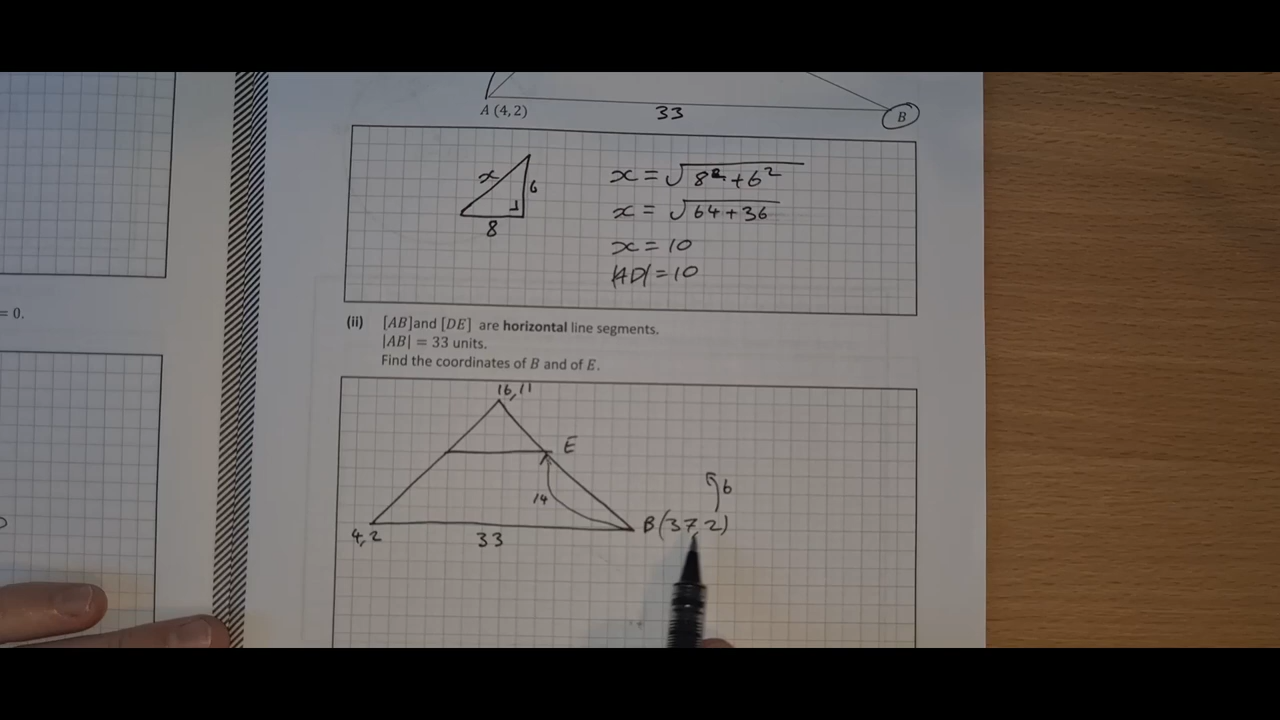 A (4,2)
33
B
x
6
8
x = √8²+6²
x = √64+36
x = 10
|AD| = 10
= 0.
(ii) [AB]and [DE] are horizontal line segments.
|AB| = 33 units.
Find the coordinates of B and of E.
16,11
E
14
6
B(37,2)
4,2
33